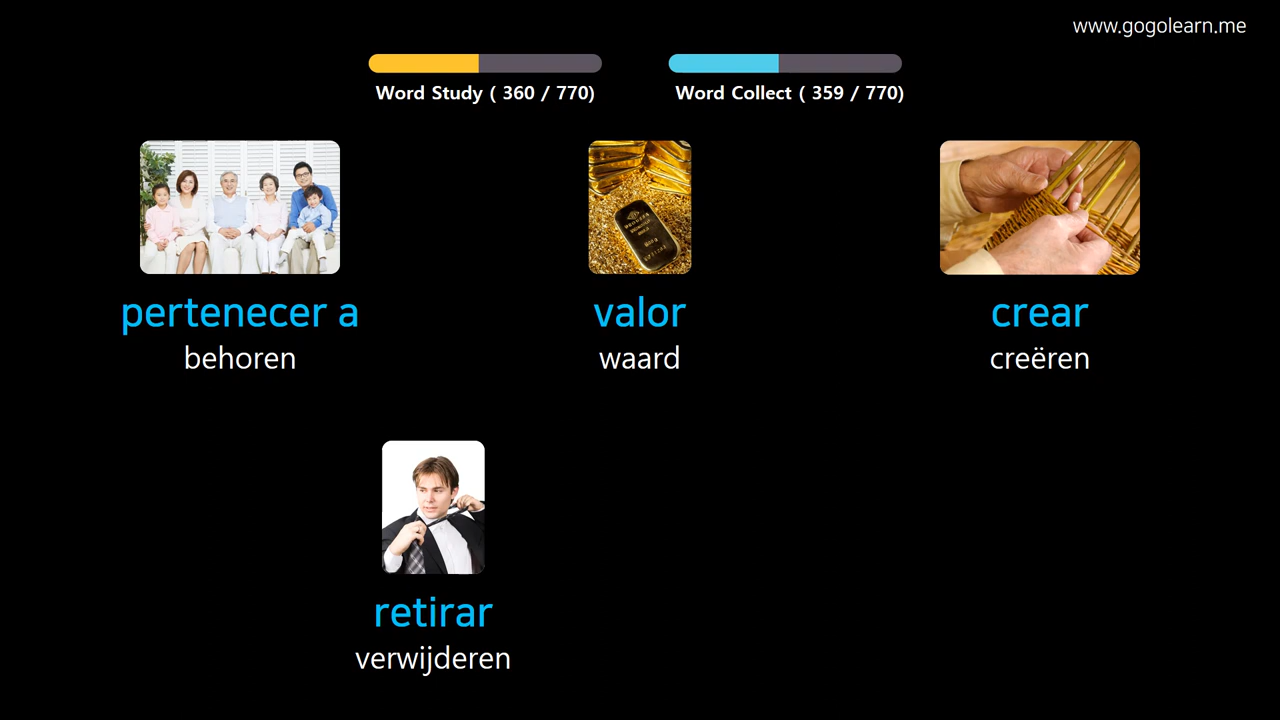 www.gogolearn.me
Word Study ( 360 / 770)
Word Collect ( 359 / 770)
pertenecer a
behoren
valor
waard
crear
creëren
retirar
verwijderen